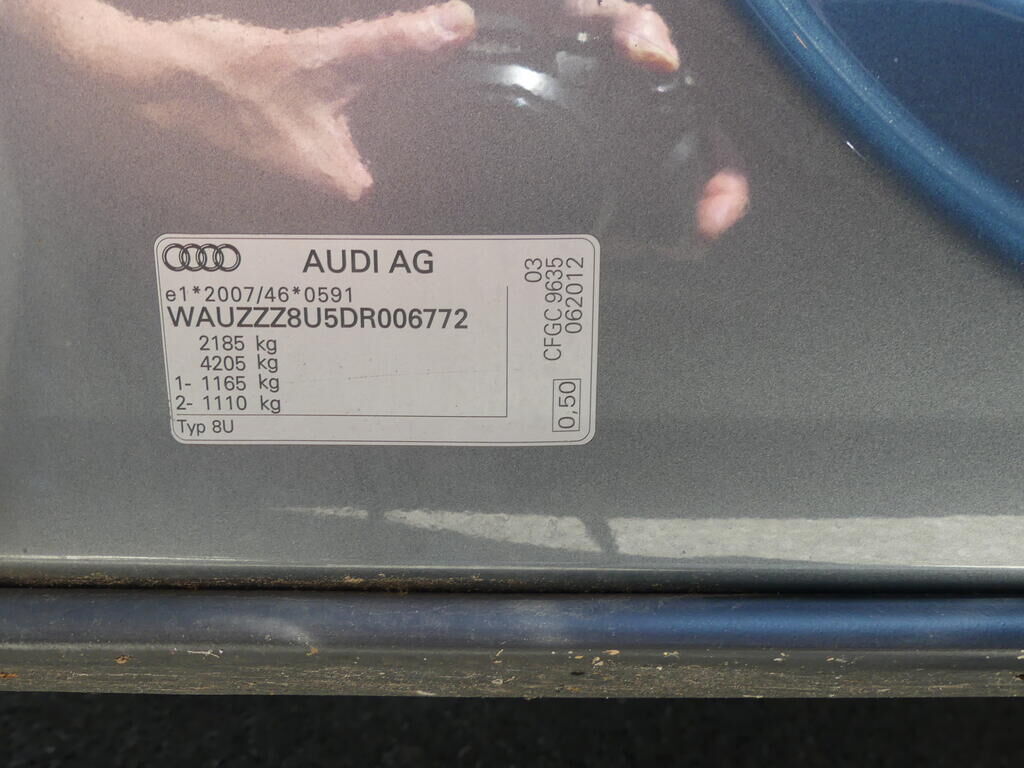 AUDI AG
e1*2007/46*0591
WAUZZZ8U5DR006772
2185 kg
4205 kg
1- 1165 kg
2- 1110 kg
Typ 8U
03
CFGC 9635
062012
0,50